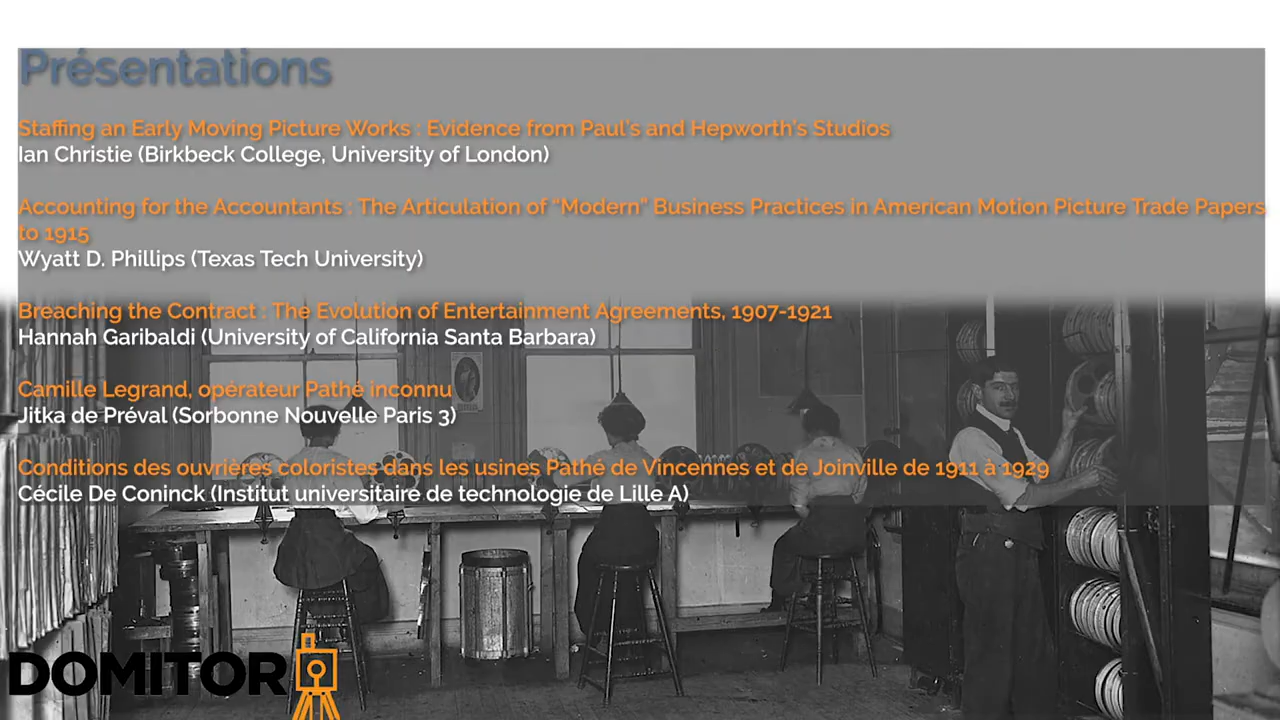 Présentations
Staffing an Early Moving Picture Works : Evidence from Paul's and Hepworth's Studios
Ian Christie (Birkbeck College, University of London)
Accounting for the Accountants : The Articulation of “Modern” Business Practices in American Motion Picture Trade Papers
to 1915
Wyatt D. Phillips (Texas Tech University)
Breaching the Contract : The Evolution of Entertainment Agreements, 1907-1921
Hannah Garibaldi (University of California Santa Barbara)
Camille Legrand, opérateur Pathé inconnu
Jitka de Préval (Sorbonne Nouvelle Paris 3)
Conditions des ouvrières coloristes dans les usines Pathé de Vincennes et de Joinville de 1911 à 1929
Cécile De Coninck (Institut universitaire de technologie de Lille A)
DOMITOR